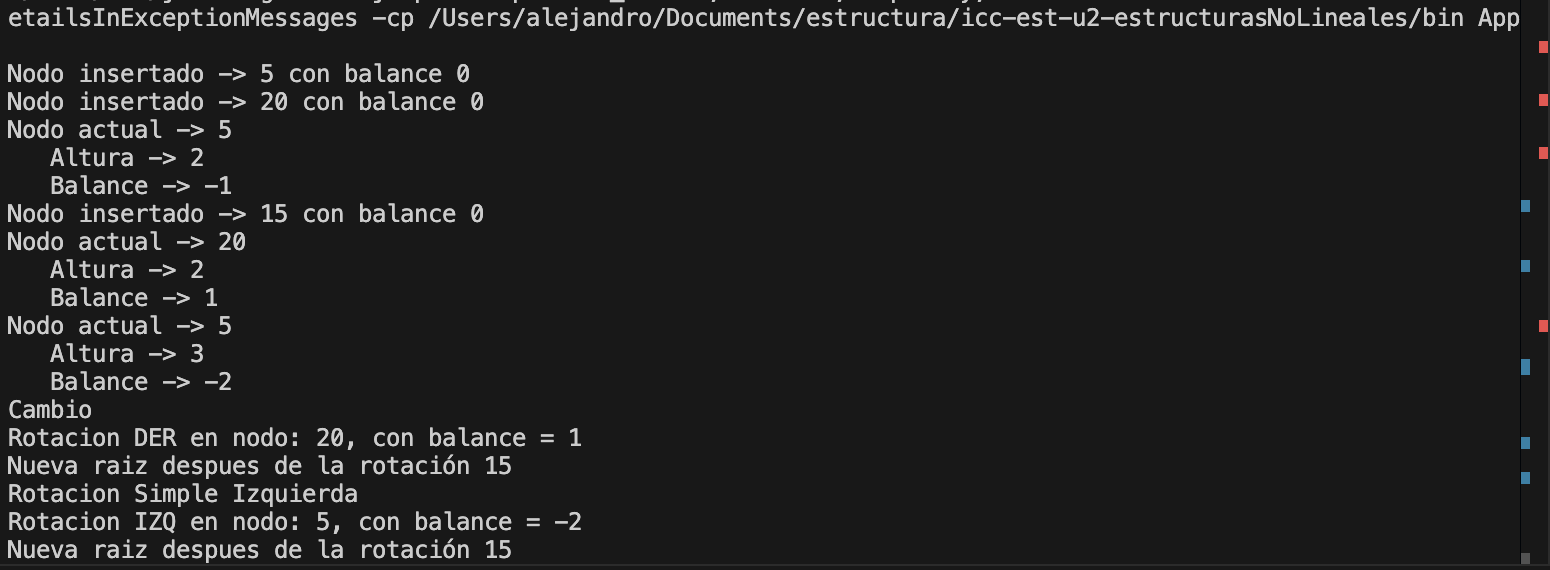 etailsInExceptionMessages -cp /Users/alejandro/Documents/estructura/icc-est-u2-estructurasNoLineales/bin App
Nodo insertado -> 5 con balance 0
Nodo insertado -> 20 con balance 0
Nodo actual -> 5
   Altura -> 2
   Balance -> -1
Nodo insertado -> 15 con balance 0
Nodo actual -> 20
   Altura -> 2
   Balance -> 1
Nodo actual -> 5
   Altura -> 3
   Balance -> -2
Cambio
Rotacion DER en nodo: 20, con balance = 1
Nueva raiz despues de la rotación 15
Rotacion Simple Izquierda
Rotacion IZQ en nodo: 5, con balance = -2
Nueva raiz despues de la rotación 15